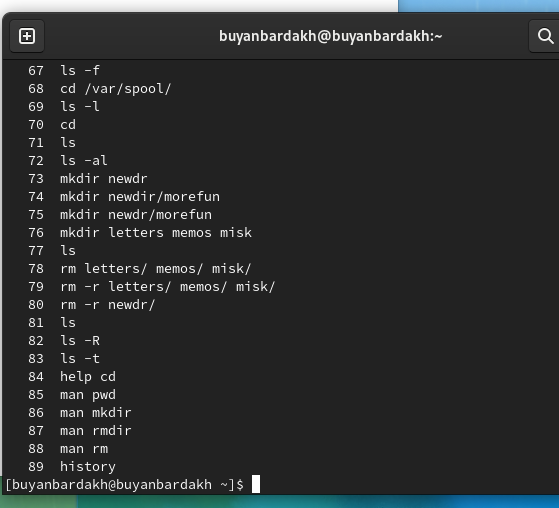 buyanbardakh@buyanbardakh:~
67 ls -f
68 cd /var/spool/
69 ls -l
70 cd
71 ls
72 ls -al
73 mkdir newdr
74 mkdir newdir/morefun
75 mkdir newdr/morefun
76 mkdir letters memos misk
77 ls
78 rm letters/ memos/ misk/
79 rm -r letters/ memos/ misk/
80 rm -r newdr/
81 ls
82 ls -R
83 ls -t
84 help cd
85 man pwd
86 man mkdir
87 man rmdir
88 man rm
89 history
[buyanbardakh@buyanbardakh ~]$